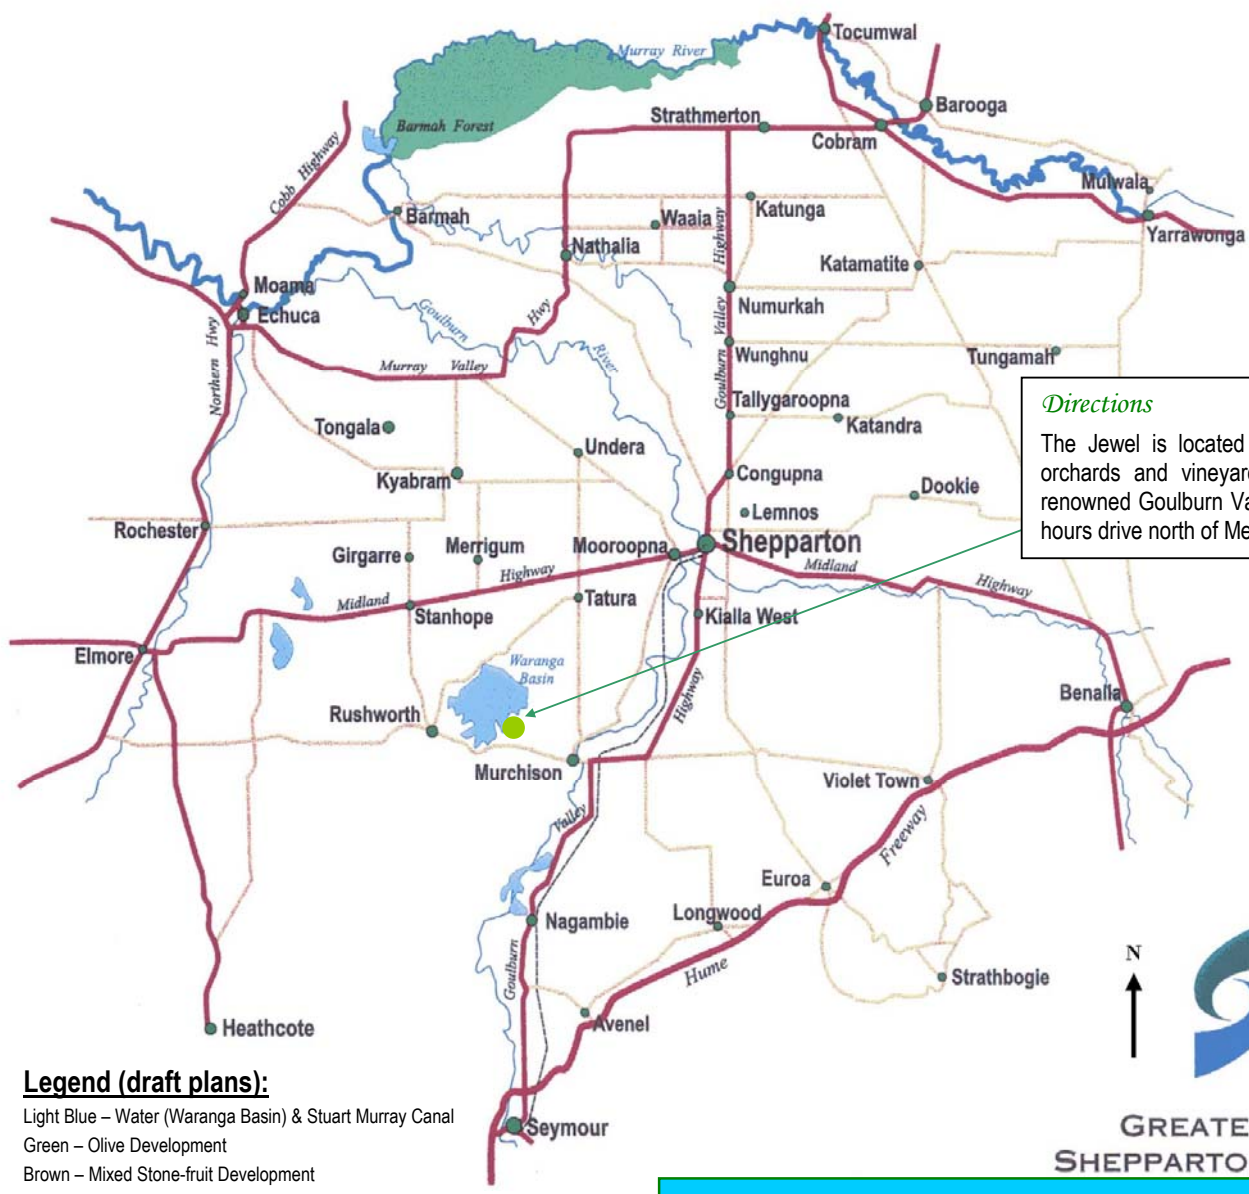 Tocumwal
Murray River
Barooga
Strathmerton
Barmah Forest
Cobram
Cobb Highway
Mulwala
Katunga
Barmah
Waaia
Yarrawonga
Nathalia
Highway
Katamatite
Moama
Numurkah
Echuca
Goulburn
Hwy
Valley
River
Wunghnu
Tungamah
Northern Hwy
Murray Valley
Goulburn
Tallygaroopna
Katandra
Tongala
Undera
Congupna
Kyabram
Dookie
Lemnos
Rochester
Shepparton
Mooroopna
Merrigum
Girgarre
Highway
Midland
Highway
Midland
Stanhope
Tatura
Kialla West
Elmore
Waranga
Basin
Highway
Benalla
Rushworth
Murchison
Violet Town
Valley
Freeway
Euroa
Nagambie
Longwood
Goulburn
Hume
Strathbogie
Avenel
Heathcote
Seymour
Directions
The Jewel is located
orchards and vineyar
renowned Goulburn Va
hours drive north of Me
N
GREATE
SHEPPARTO
Legend (draft plans):
Light Blue – Water (Waranga Basin) & Stuart Murray Canal
Green – Olive Development
Brown – Mixed Stone-fruit Development